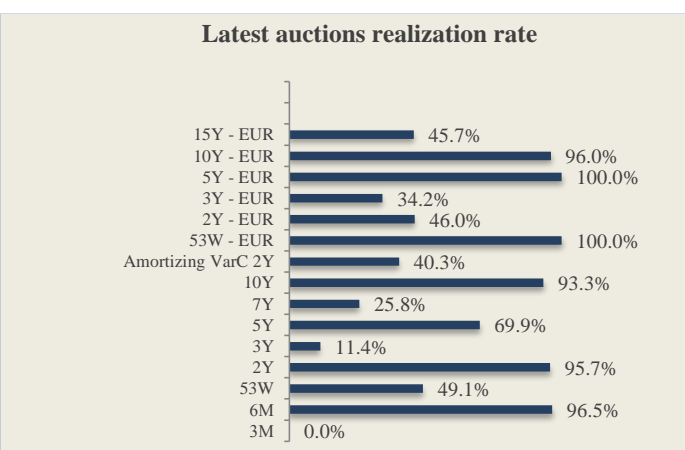 Latest auctions realization rate
15Y - EUR 45.7%
10Y - EUR 96.0%
5Y - EUR 100.0%
3Y - EUR 34.2%
2Y - EUR 46.0%
53W - EUR 100.0%
Amortizing VarC 2Y 40.3%
10Y 93.3%
7Y 25.8%
5Y 69.9%
3Y 11.4%
2Y 95.7%
53W 49.1%
6M 96.5%
3M 0.0%